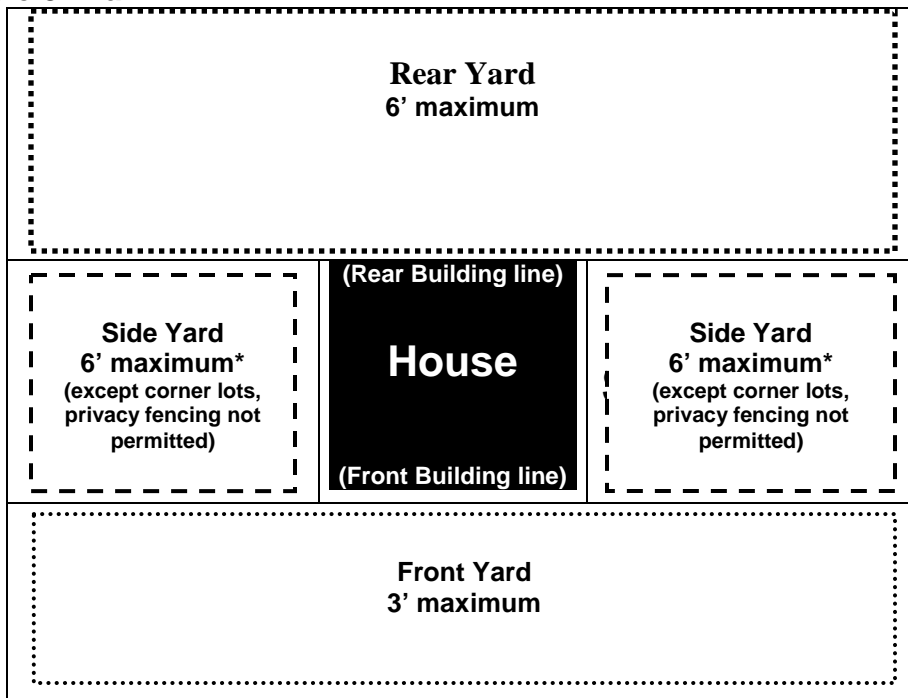 Rear Yard
6’ maximum
(Rear Building line)
Side Yard
6’ maximum*
(except corner lots,
privacy fencing not
permitted)
House
(Front Building line)
Side Yard
6’ maximum*
(except corner lots,
privacy fencing not
permitted)
Front Yard
3’ maximum